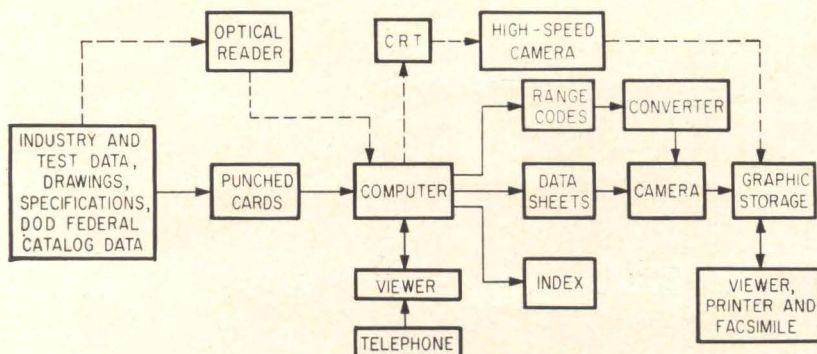 OPTICAL
READER
CRT
HIGH-SPEED
CAMERA
RANGE
CODES
CONVERTER
INDUSTRY AND
TEST DATA,
DRAWINGS,
SPECIFICATIONS,
DOD FEDERAL
CATALOG DATA
PUNCHED
CARDS
COMPUTER
DATA
SHEETS
CAMERA
GRAPHIC
STORAGE
VIEWER
INDEX
VIEWER,
PRINTER AND
FACSIMILE
TELEPHONE